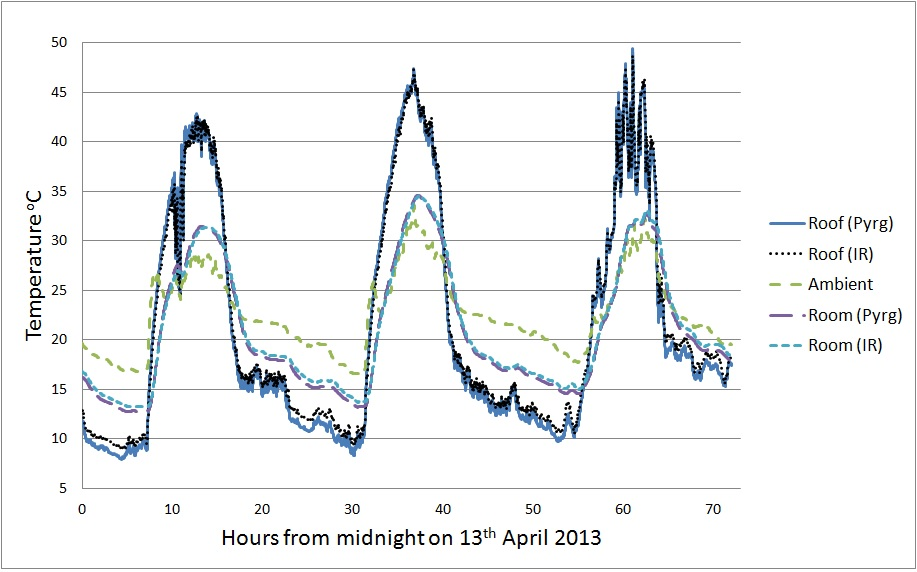 50
45
40
35
30
25
20
15
10
5
Temperature ºC
0 10 20 30 40 50 60 70
Hours from midnight on 13th April 2013
Roof (Pyrg)
Roof (IR)
Ambient
Room (Pyrg)
Room (IR)